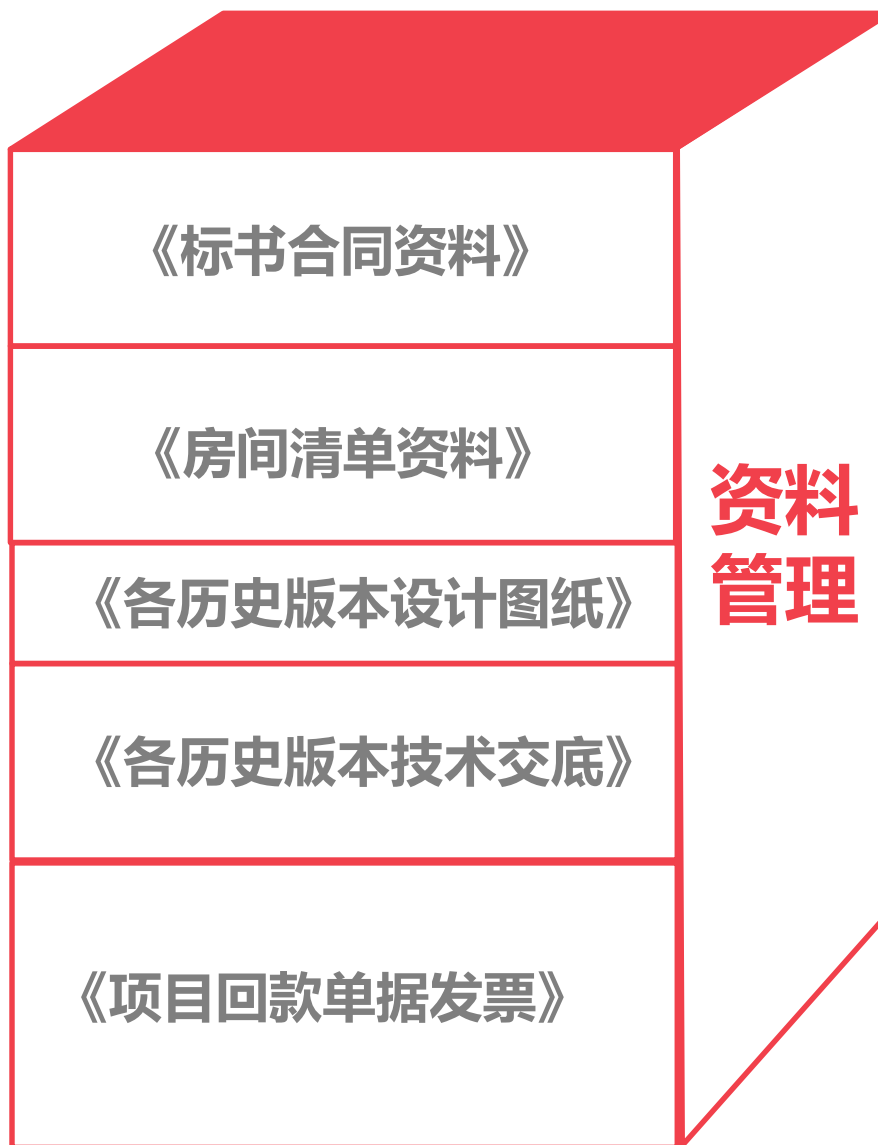 《标书合同资料》
《房间清单资料》
《各历史版本设计图纸》
《各历史版本技术交底》
《项目回款单据发票》
资料
管理